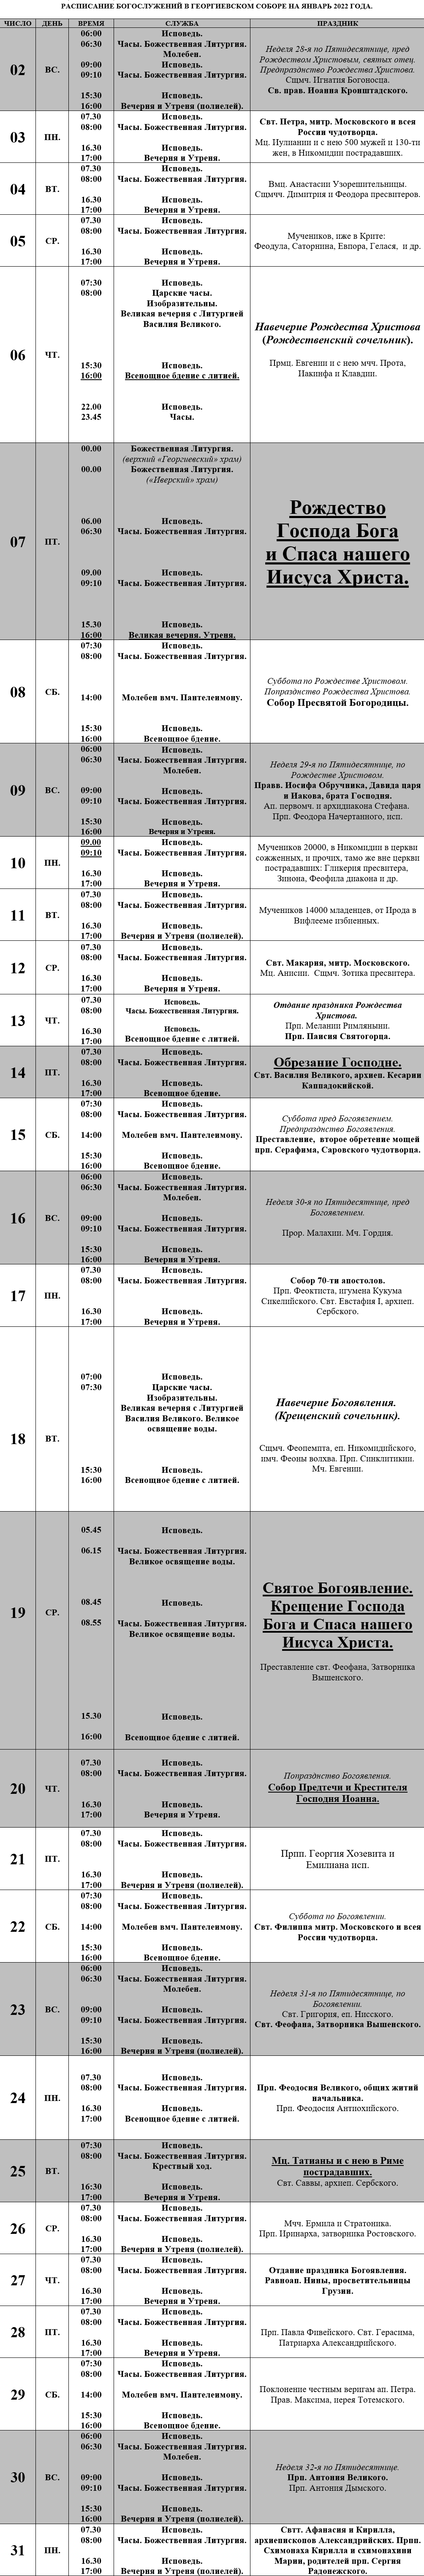 РАСПИСАНИЕ БОГОСЛУЖЕНИЙ В ГЕОРГИЕВСКОМ СОБОРЕ НА ЯНВАРЬ 2022 ГОДА.
ЧИСЛО ДЕНЬ ВРЕМЯ СЛУЖБА ПРАЗДНИК
02 ВС.
06:00 Исповедь.
06:30 Часы. Божественная Литургия.
Молебен.
09:00 Исповедь.
09:10 Часы. Божественная Литургия.
15:30 Исповедь.
16:00 Вечерня и Утреня (полиелей).
Неделя 28-я по Пятидесятнице, пред
Рождеством Христовым, святых отец.
Предпразднство Рождества Христова.
Сщмч. Игнатия Богоносца.
Св. прав. Иоанна Кронштадского.
03 ПН.
07.30 Исповедь.
08:00 Часы. Божественная Литургия.
16.30 Исповедь.
17:00 Вечерня и Утреня.
Свт. Петра, митр. Московского и всея
России чудотворца.
Мц. Иулиании и с нею 500 мужей и 130-ти
жен, в Никомидии пострадавших.
04 ВТ.
07.30 Исповедь.
08:00 Часы. Божественная Литургия.
16.30 Исповедь.
17:00 Вечерня и Утреня.
Вмц. Анастасии Узорешительницы.
Сщмчч. Димитрия и Феодора пресвитеров.
05 СР.
07.30 Исповедь.
08:00 Часы. Божественная Литургия.
16.30 Исповедь.
17:00 Вечерня и Утреня.
Мучеников, иже в Крите:
Феодула, Саторнина, Евпора, Гелася, и др.
06 ЧТ.
07:30 Исповедь.
08:00 Царские часы.
Изобразительны.
Великая вечерня с Литургией
Василия Великого.
15:30 Исповедь.
16:00 Всенощное бдение с литией.
22.00 Исповедь.
23.45 Часы.
Навечерие Рождества Христова
(Рождественский сочельник).
Прмц. Евгении и с нею мчч. Прота,
Иакинфа и Клавдии.
07 ПТ.
00.00 Божественная Литургия.
(верхний «Георгиевский» храм)
00.00 Божественная Литургия.
(«Иверский» храм)
06.00 Исповедь.
06:30 Часы. Божественная Литургия.
09.00 Исповедь.
09:10 Часы. Божественная Литургия.
15.30 Исповедь.
16:00 Великая вечерня. Утреня.
Рождество
Господа Бога
и Спаса нашего
Иисуса Христа.
08 СБ.
07:30 Исповедь.
08:00 Часы. Божественная Литургия.
14:00 Молебен вмч. Пантелеимону.
15:30 Исповедь.
16:00 Всенощное бдение.
Суббота по Рождестве Христовом.
Попразднство Рождества Христова.
Собор Пресвятой Богородицы.
09 ВС.
06:00 Исповедь.
06:30 Часы. Божественная Литургия.
Молебен.
09:00 Исповедь.
09:10 Часы. Божественная Литургия.
15:30 Исповедь.
16:00 Вечерня и Утреня.
Неделя 29-я по Пятидесятнице, по
Рождестве Христовом.
Правв. Иосифа Обручника, Давида царя
и Иакова, брата Господня.
Ап. первомч. и архидиакона Стефана.
Прп. Феодора Начертанного, исп.
10 ПН.
09.00 Исповедь.
09:10 Часы. Божественная Литургия.
16.30 Исповедь.
17:00 Вечерня и Утреня.
Мучеников 20000, в Никомидии в церкви
сожженных, и прочих, тамо же вне церкви
пострадавших: Гликерия пресвитера,
Зинона, Феофила диакона и др.
11 ВТ.
07.30 Исповедь.
08:00 Часы. Божественная Литургия.
16.30 Исповедь.
17:00 Вечерня и Утреня (полиелей).
Мучеников 14000 младенцев, от Ирода в
Вифлееме избиенных.
12 СР.
07.30 Исповедь.
08:00 Часы. Божественная Литургия.
16.30 Исповедь.
17:00 Вечерня и Утреня.
Свт. Макария, митр. Московского.
Мц. Анисии. Сщмч. Зотика пресвитера.
13 ЧТ.
07.30 Исповедь.
08:00 Часы. Божественная Литургия.
16.30 Исповедь.
17:00 Всенощное бдение с литией.
Отдание праздника Рождества
Христова.
Прп. Мелании Римляныни.
Прп. Паисия Святогорца.
14 ПТ.
07.30 Исповедь.
08:00 Часы. Божественная Литургия.
16.30 Исповедь.
17:00 Всенощное бдение.
Обрезание Господне.
Свт. Василия Великого, архиеп. Кесарии
Каппадокийской.
15 СБ.
07:30 Исповедь.
08:00 Часы. Божественная Литургия.
14:00 Молебен вмч. Пантелеимону.
15:30 Исповедь.
16:00 Всенощное бдение.
Суббота пред Богоявлением.
Предпразднство Богоявления.
Преставление, второе обретение мощей
прп. Серафима, Саровского чудотворца.
16 ВС.
06:00 Исповедь.
06:30 Часы. Божественная Литургия.
Молебен.
09:00 Исповедь.
09:10 Часы. Божественная Литургия.
15:30 Исповедь.
16:00 Вечерня и Утреня.
Неделя 30-я по Пятидесятнице, пред
Богоявлением.
Прор. Малахии. Мч. Гордия.
17 ПН.
07.30 Исповедь.
08:00 Часы. Божественная Литургия.
16.30 Исповедь.
17:00 Вечерня и Утреня.
Собор 70-ти апостолов.
Прп. Феоктиста, игумена Кукума
Сикелийского. Свт. Евстафия I, архиеп.
Сербского.
18 ВТ.
07:00 Исповедь.
07:30 Царские часы.
Изобразительны.
Великая вечерня с Литургией
Василия Великого. Великое
освящение воды.
15:30 Исповедь.
16:00 Всенощное бдение с литией.
Навечерие Богоявления.
(Крещенский сочельник).
Сщмч. Феопемпта, еп. Никомидийского,
имч. Феоны волхва. Прп. Синклитикии.
Мч. Евгении.
19 СР.
05.45 Исповедь.
06.15 Часы. Божественная Литургия.
Великое освящение воды.
08.45 Исповедь.
08.55 Часы. Божественная Литургия.
Великое освящение воды.
15.30 Исповедь.
16:00 Всенощное бдение с литией.
Святое Богоявление.
Крещение Господа
Бога и Спаса нашего
Иисуса Христа.
Преставление свт. Феофана, Затворника
Вышенского.
20 ЧТ.
07.30 Исповедь.
08:00 Часы. Божественная Литургия.
16.30 Исповедь.
17:00 Вечерня и Утреня.
Попразднство Богоявления.
Собор Предтечи и Крестителя
Господня Иоанна.
21 ПТ.
07.30 Исповедь.
08:00 Часы. Божественная Литургия.
16.30 Исповедь.
17:00 Вечерня и Утреня (полиелей).
Прпп. Георгия Хозевита и
Емилиана исп.
22 СБ.
07:30 Исповедь.
08:00 Часы. Божественная Литургия.
14:00 Молебен вмч. Пантелеимону.
15:30 Исповедь.
16:00 Всенощное бдение.
Суббота по Богоявлении.
Свт. Филиппа митр. Московского и всея
России чудотворца.
23 ВС.
06:00 Исповедь.
06:30 Часы. Божественная Литургия.
Молебен.
09:00 Исповедь.
09:10 Часы. Божественная Литургия.
15:30 Исповедь.
16:00 Вечерня и Утреня (полиелей).
Неделя 31-я по Пятидесятнице, по
Богоявлении.
Свт. Григория, еп. Нисского.
Свт. Феофана, Затворника Вышенского.
24 ПН.
07.30 Исповедь.
08:00 Часы. Божественная Литургия.
16.30 Исповедь.
17:00 Всенощное бдение с литией.
Прп. Феодосия Великого, общих житий
начальника.
Прп. Феодосия Антиохийского.
25 ВТ.
07:30 Исповедь.
08:00 Часы. Божественная Литургия.
Крестный ход.
16:30 Исповедь.
17:00 Вечерня и Утреня.
Мц. Татианы и с нею в Риме
пострадавших.
Свт. Саввы, архиеп. Сербского.
26 СР.
07.30 Исповедь.
08:00 Часы. Божественная Литургия.
16.30 Исповедь.
17:00 Вечерня и Утреня (полиелей).
Мчч. Ермила и Стратоника.
Прп. Иринарха, затворника Ростовского.
27 ЧТ.
07.30 Исповедь.
08:00 Часы. Божественная Литургия.
16.30 Исповедь.
17:00 Вечерня и Утреня.
Отдание праздника Богоявления.
Равноап. Нины, просветительницы
Грузии.
28 ПТ.
07.30 Исповедь.
08:00 Часы. Божественная Литургия.
16.30 Исповедь.
17:00 Вечерня и Утреня.
Прп. Павла Фивейского. Свт. Герасима,
Патриарха Александрийского.
29 СБ.
07:30 Исповедь.
08:00 Часы. Божественная Литургия.
14:00 Молебен вмч. Пантелеимону.
15:30 Исповедь.
16:00 Всенощное бдение.
Поклонение честным веригам ап. Петра.
Прав. Максима, иерея Тотемского.
30 ВС.
06:00 Исповедь.
06:30 Часы. Божественная Литургия.
Молебен.
09:00 Исповедь.
09:10 Часы. Божественная Литургия.
15:30 Исповедь.
16:00 Вечерня и Утреня (полиелей).
Неделя 32-я по Пятидесятнице.
Прп. Антония Великого.
Прп. Антония Дымского.
31 ПН.
07.30 Исповедь.
08:00 Часы. Божественная Литургия.
16.30 Исповедь.
17:00 Вечерня и Утреня (полиелей).
Свтт. Афанасия и Кирилла,
архиепископов Александрийских. Прпп.
Схимонаха Кирилла и схимонахини
Марии, родителей прп. Сергия
Радонежского.